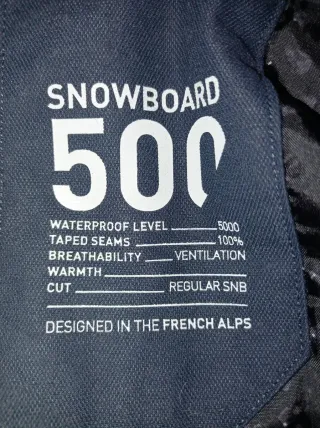 SNOWBOARD
500
WATERPROOF LEVEL 5000
TAPED SEAMS 100%
BREATHABILITY VENTILATION
WARMTH
CUT REGULAR SNB
DESIGNED IN THE FRENCH ALPS